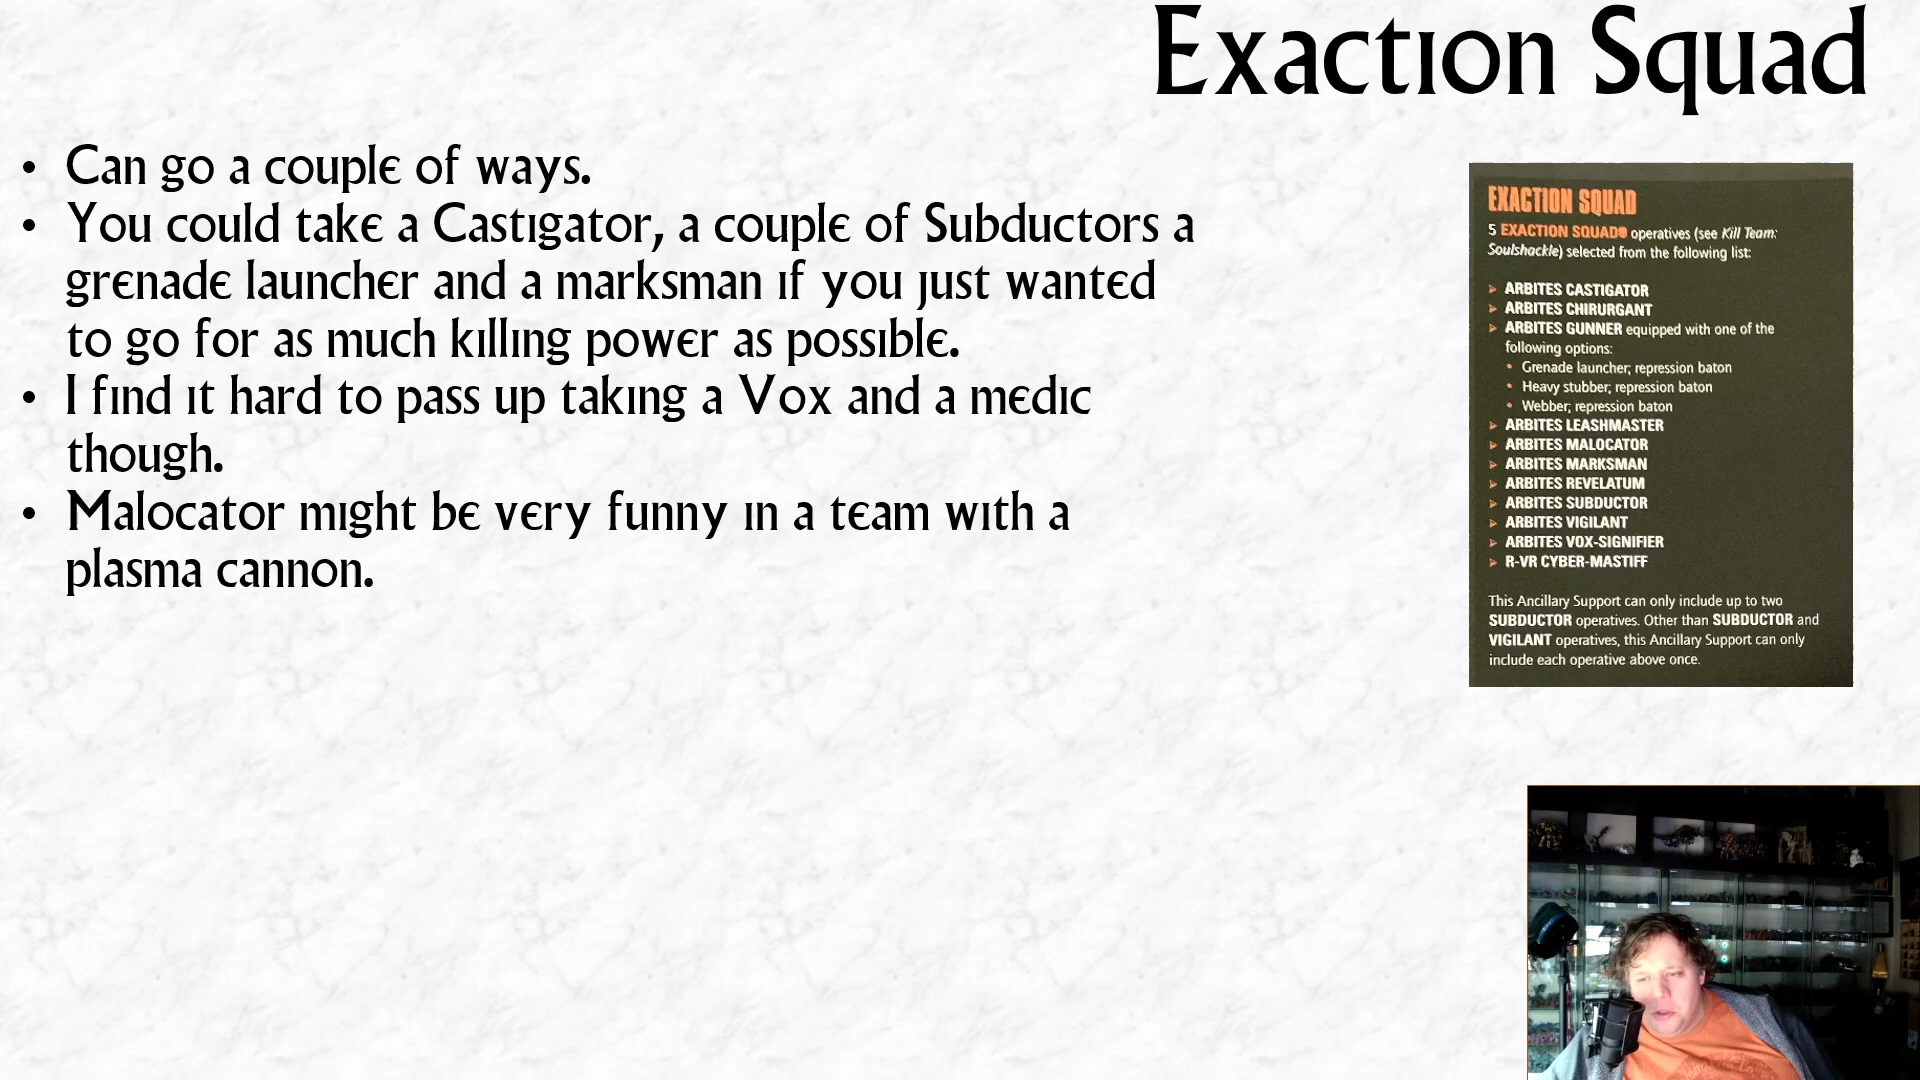 Exaction Squad
• Can go a couple of ways.
• You could take a Castigator, a couple of Subductors a
grenade launcher and a marksman if you just wanted
to go for as much killing power as possible.
• I find it hard to pass up taking a Vox and a medic
though.
• Malocator might be very funny in a team with a
plasma cannon.
EXACTION SQUAD
5 EXACTION SQUAD operatives (see Kill Team:
Soulshackle) selected from the following list:
ARBITES CASTIGATOR
ARBITES CHIRURGANT
ARBITES GUNNER equipped with one of the
following options:
• Grenade launcher; repression baton
• Heavy stubber; repression baton
• Webber; repression baton
ARBITES LEASHMASTER
ARBITES MALOCATOR
ARBITES MARKSMAN
ARBITES REVELATUM
ARBITES SUBDUCTOR
ARBITES VIGILANT
ARBITES VOX-SIGNIFIER
R-VR CYBER-MASTIFF
This Ancillary Support can only include up to two
SUBDUCTOR operatives. Other than SUBDUCTOR and
VIGILANT operatives, this Ancillary Support can only
include each operative above once.